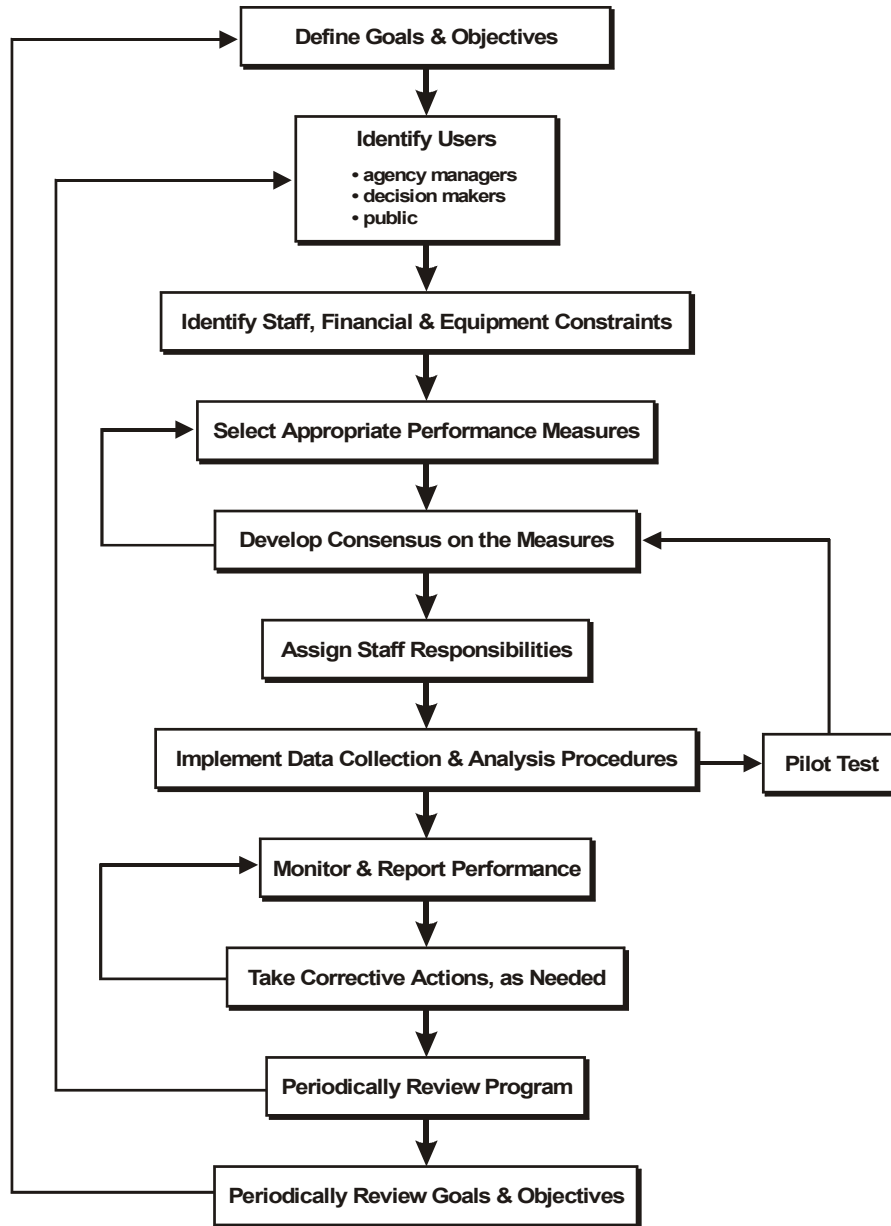 Define Goals & Objectives
Identify Users
• agency managers
• decision makers
• public
Identify Staff, Financial & Equipment Constraints
Select Appropriate Performance Measures
Develop Consensus on the Measures
Assign Staff Responsibilities
Implement Data Collection & Analysis Procedures
Pilot Test
Monitor & Report Performance
Take Corrective Actions, as Needed
Periodically Review Program
Periodically Review Goals & Objectives